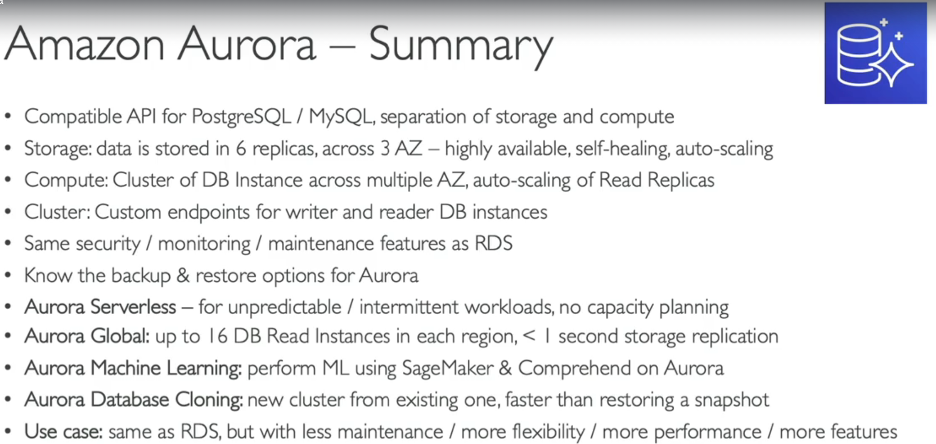 Amazon Aurora – Summary
• Compatible API for PostgreSQL / MySQL, separation of storage and compute
• Storage: data is stored in 6 replicas, across 3 AZ – highly available, self-healing, auto-scaling
• Compute: Cluster of DB Instance across multiple AZ, auto-scaling of Read Replicas
• Cluster: Custom endpoints for writer and reader DB instances
• Same security / monitoring / maintenance features as RDS
• Know the backup & restore options for Aurora
• Aurora Serverless – for unpredictable / intermittent workloads, no capacity planning
• Aurora Global: up to 16 DB Read Instances in each region, < 1 second storage replication
• Aurora Machine Learning: perform ML using SageMaker & Comprehend on Aurora
• Aurora Database Cloning: new cluster from existing one, faster than restoring a snapshot
• Use case: same as RDS, but with less maintenance / more flexibility / more performance / more features